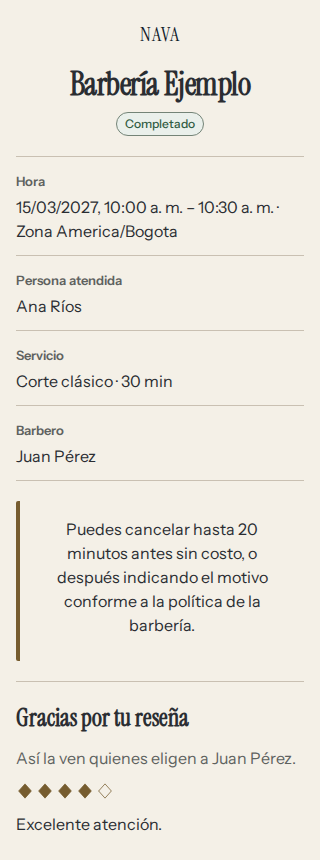 NAVA
Barbería Ejemplo
Completado
Hora
15/03/2027, 10:00 a. m. – 10:30 a. m. ·
Zona America/Bogota
Persona atendida
Ana Ríos
Servicio
Corte clásico · 30 min
Barbero
Juan Pérez
Puedes cancelar hasta 20
minutos antes sin costo, o
después indicando el motivo
conforme a la política de la
barbería.
Gracias por tu reseña
Así la ven quienes eligen a Juan Pérez.
Excelente atención.